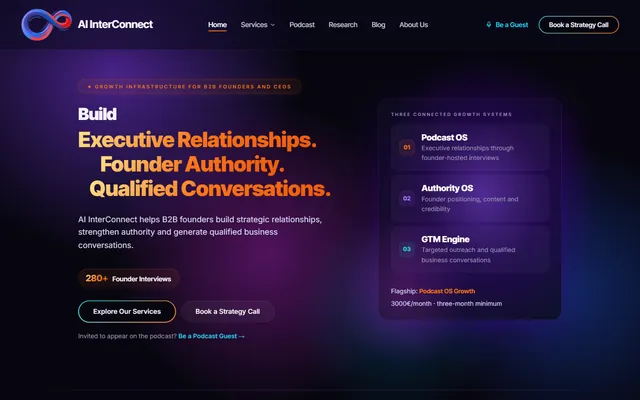 AI InterConnect
Home
Services
Podcast
Research
Blog
About Us
Be a Guest
Book a Strategy Call
GROWTH INFRASTRUCTURE FOR B2B FOUNDERS AND CEOS
Build
Executive Relationships.
Founder Authority.
Qualified Conversations.
AI InterConnect helps B2B founders build strategic relationships,
strengthen authority and generate qualified business
conversations.
280+ Founder Interviews
Explore Our Services
Book a Strategy Call
Invited to appear on the podcast? Be a Podcast Guest →
THREE CONNECTED GROWTH SYSTEMS
01
Podcast OS
Executive relationships through
founder-hosted interviews
02
Authority OS
Founder positioning, content and
credibility
03
GTM Engine
Targeted outreach and qualified
business conversations
Flagship: Podcast OS Growth
3000€/month · three-month minimum